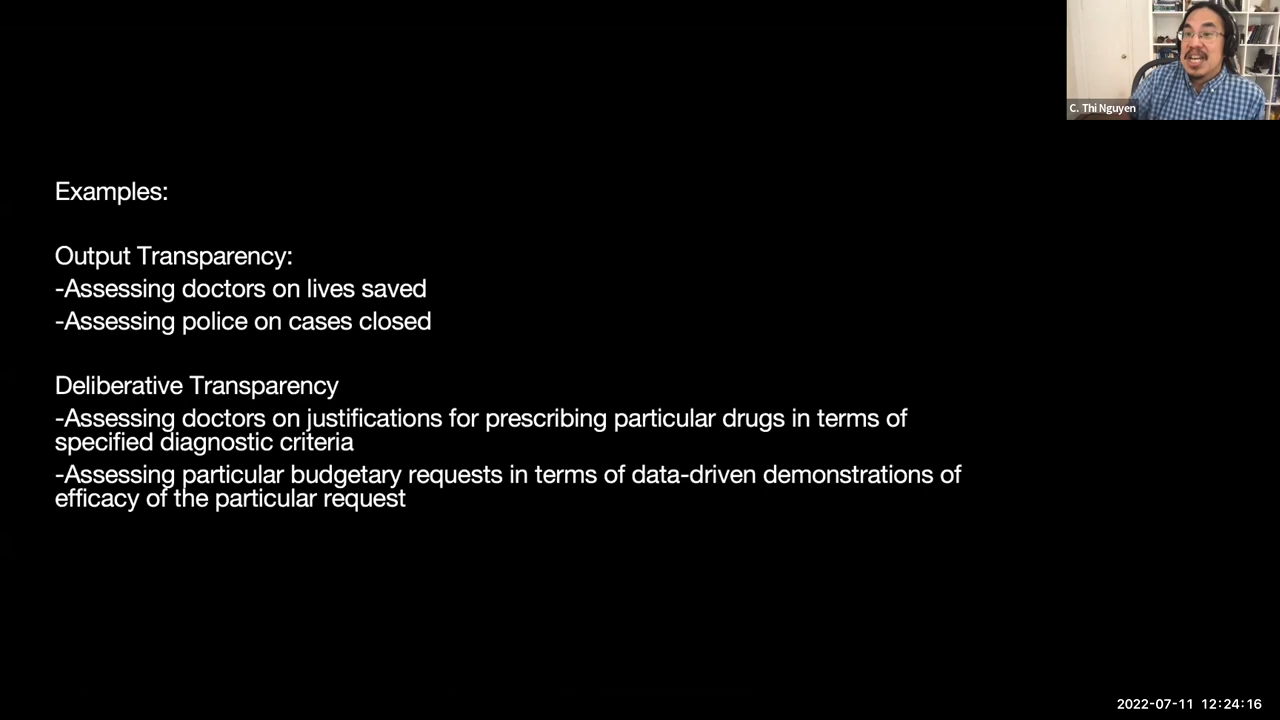 C. Thi Nguyen
Examples:
Output Transparency:
-Assessing doctors on lives saved
-Assessing police on cases closed
Deliberative Transparency
-Assessing doctors on justifications for prescribing particular drugs in terms of
specified diagnostic criteria
-Assessing particular budgetary requests in terms of data-driven demonstrations of
efficacy of the particular request
2022-07-11 12:24:16